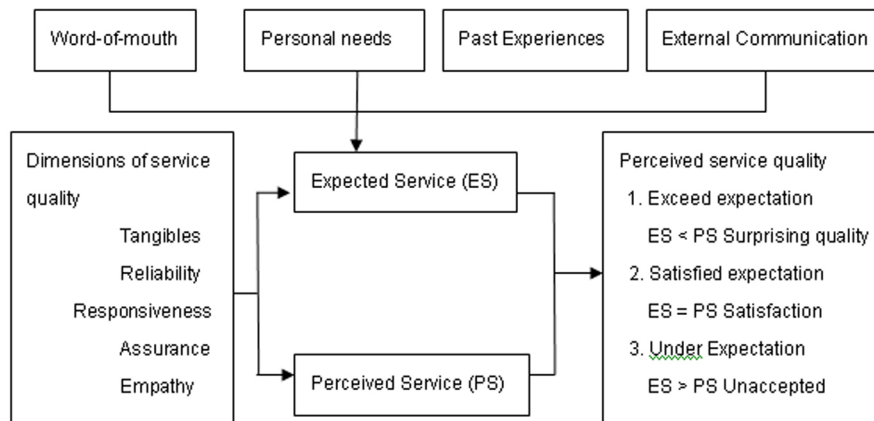 Word-of-mouth
Personal needs
Past Experiences
External Communication
Dimensions of service
quality
Tangibles
Reliability
Responsiveness
Assurance
Empathy
Expected Service (ES)
Perceived Service (PS)
Perceived service quality
1. Exceed expectation
ES < PS Surprising quality
2. Satisfied expectation
ES = PS Satisfaction
3. Under Expectation
ES > PS Unaccepted